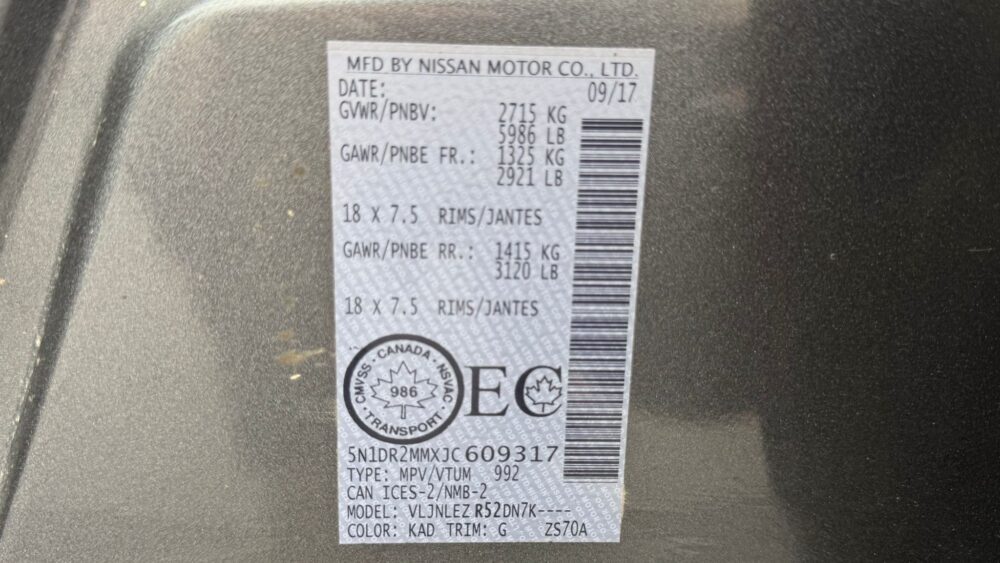 MFD BY NISSAN MOTOR CO., LTD.
DATE: 09/17
GVWR/PNBV: 2715 KG
5986 LB
GAWR/PNBE FR.: 1325 KG
2921 LB
18 X 7.5 RIMS/JANTES
GAWR/PNBE RR.: 1415 KG
3120 LB
18 X 7.5 RIMS/JANTES
CANADA
CMVSS · NSVAC
986
TRANSPORT
EC
5N1DR2MMXJC609317
TYPE: MPV/VTUM 992
CAN ICES-2/NMB-2
MODEL: VLJNLEZ R52DN7K----
COLOR: KAD TRIM: G ZS70A